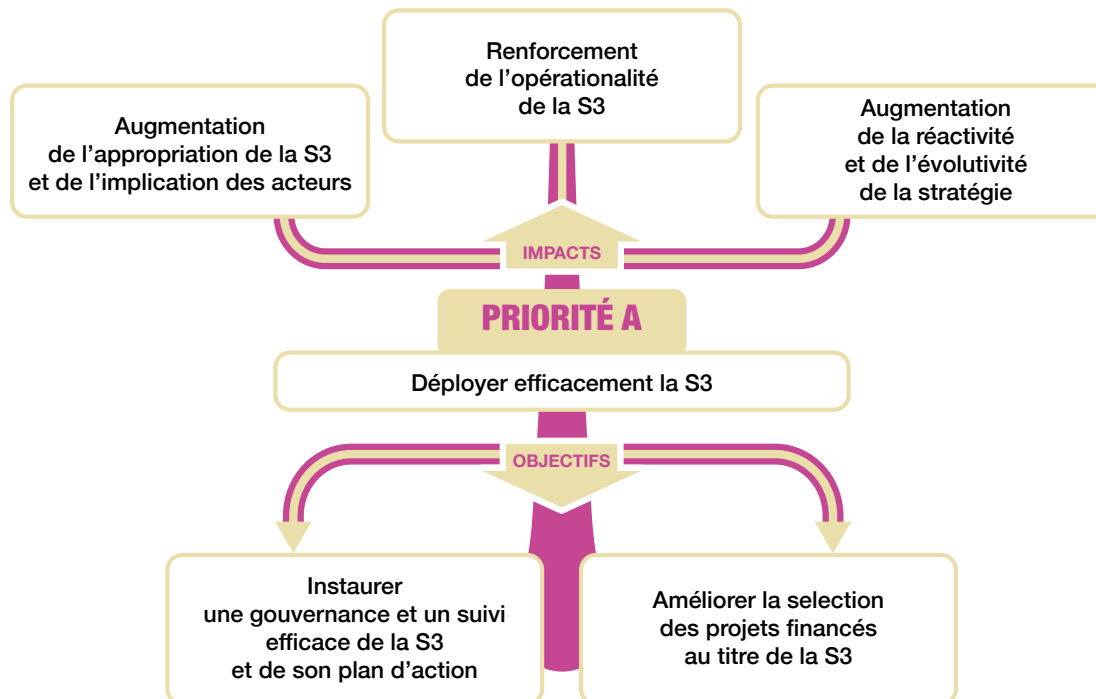 Renforcement
de l'opérationalité
de la S3
Augmentation
de l'appropriation de la S3
et de l'implication des acteurs
Augmentation
de la réactivité
et de l'évolutivité
de la stratégie
IMPACTS
PRIORITÉ A
Déployer efficacement la S3
OBJECTIFS
Instaurer
une gouvernance et un suivi
efficace de la S3
et de son plan d'action
Améliorer la selection
des projets financés
au titre de la S3